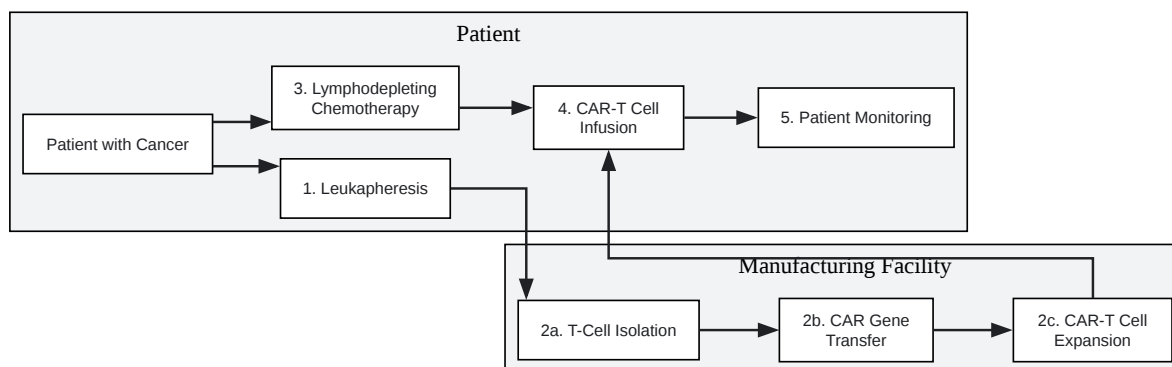 Patient
3. Lymphodepleting
Chemotherapy
4. CAR-T Cell
Infusion
5. Patient Monitoring
Patient with Cancer
1. Leukapheresis
Manufacturing Facility
2a. T-Cell Isolation
2b. CAR Gene
Transfer
2c. CAR-T Cell
Expansion